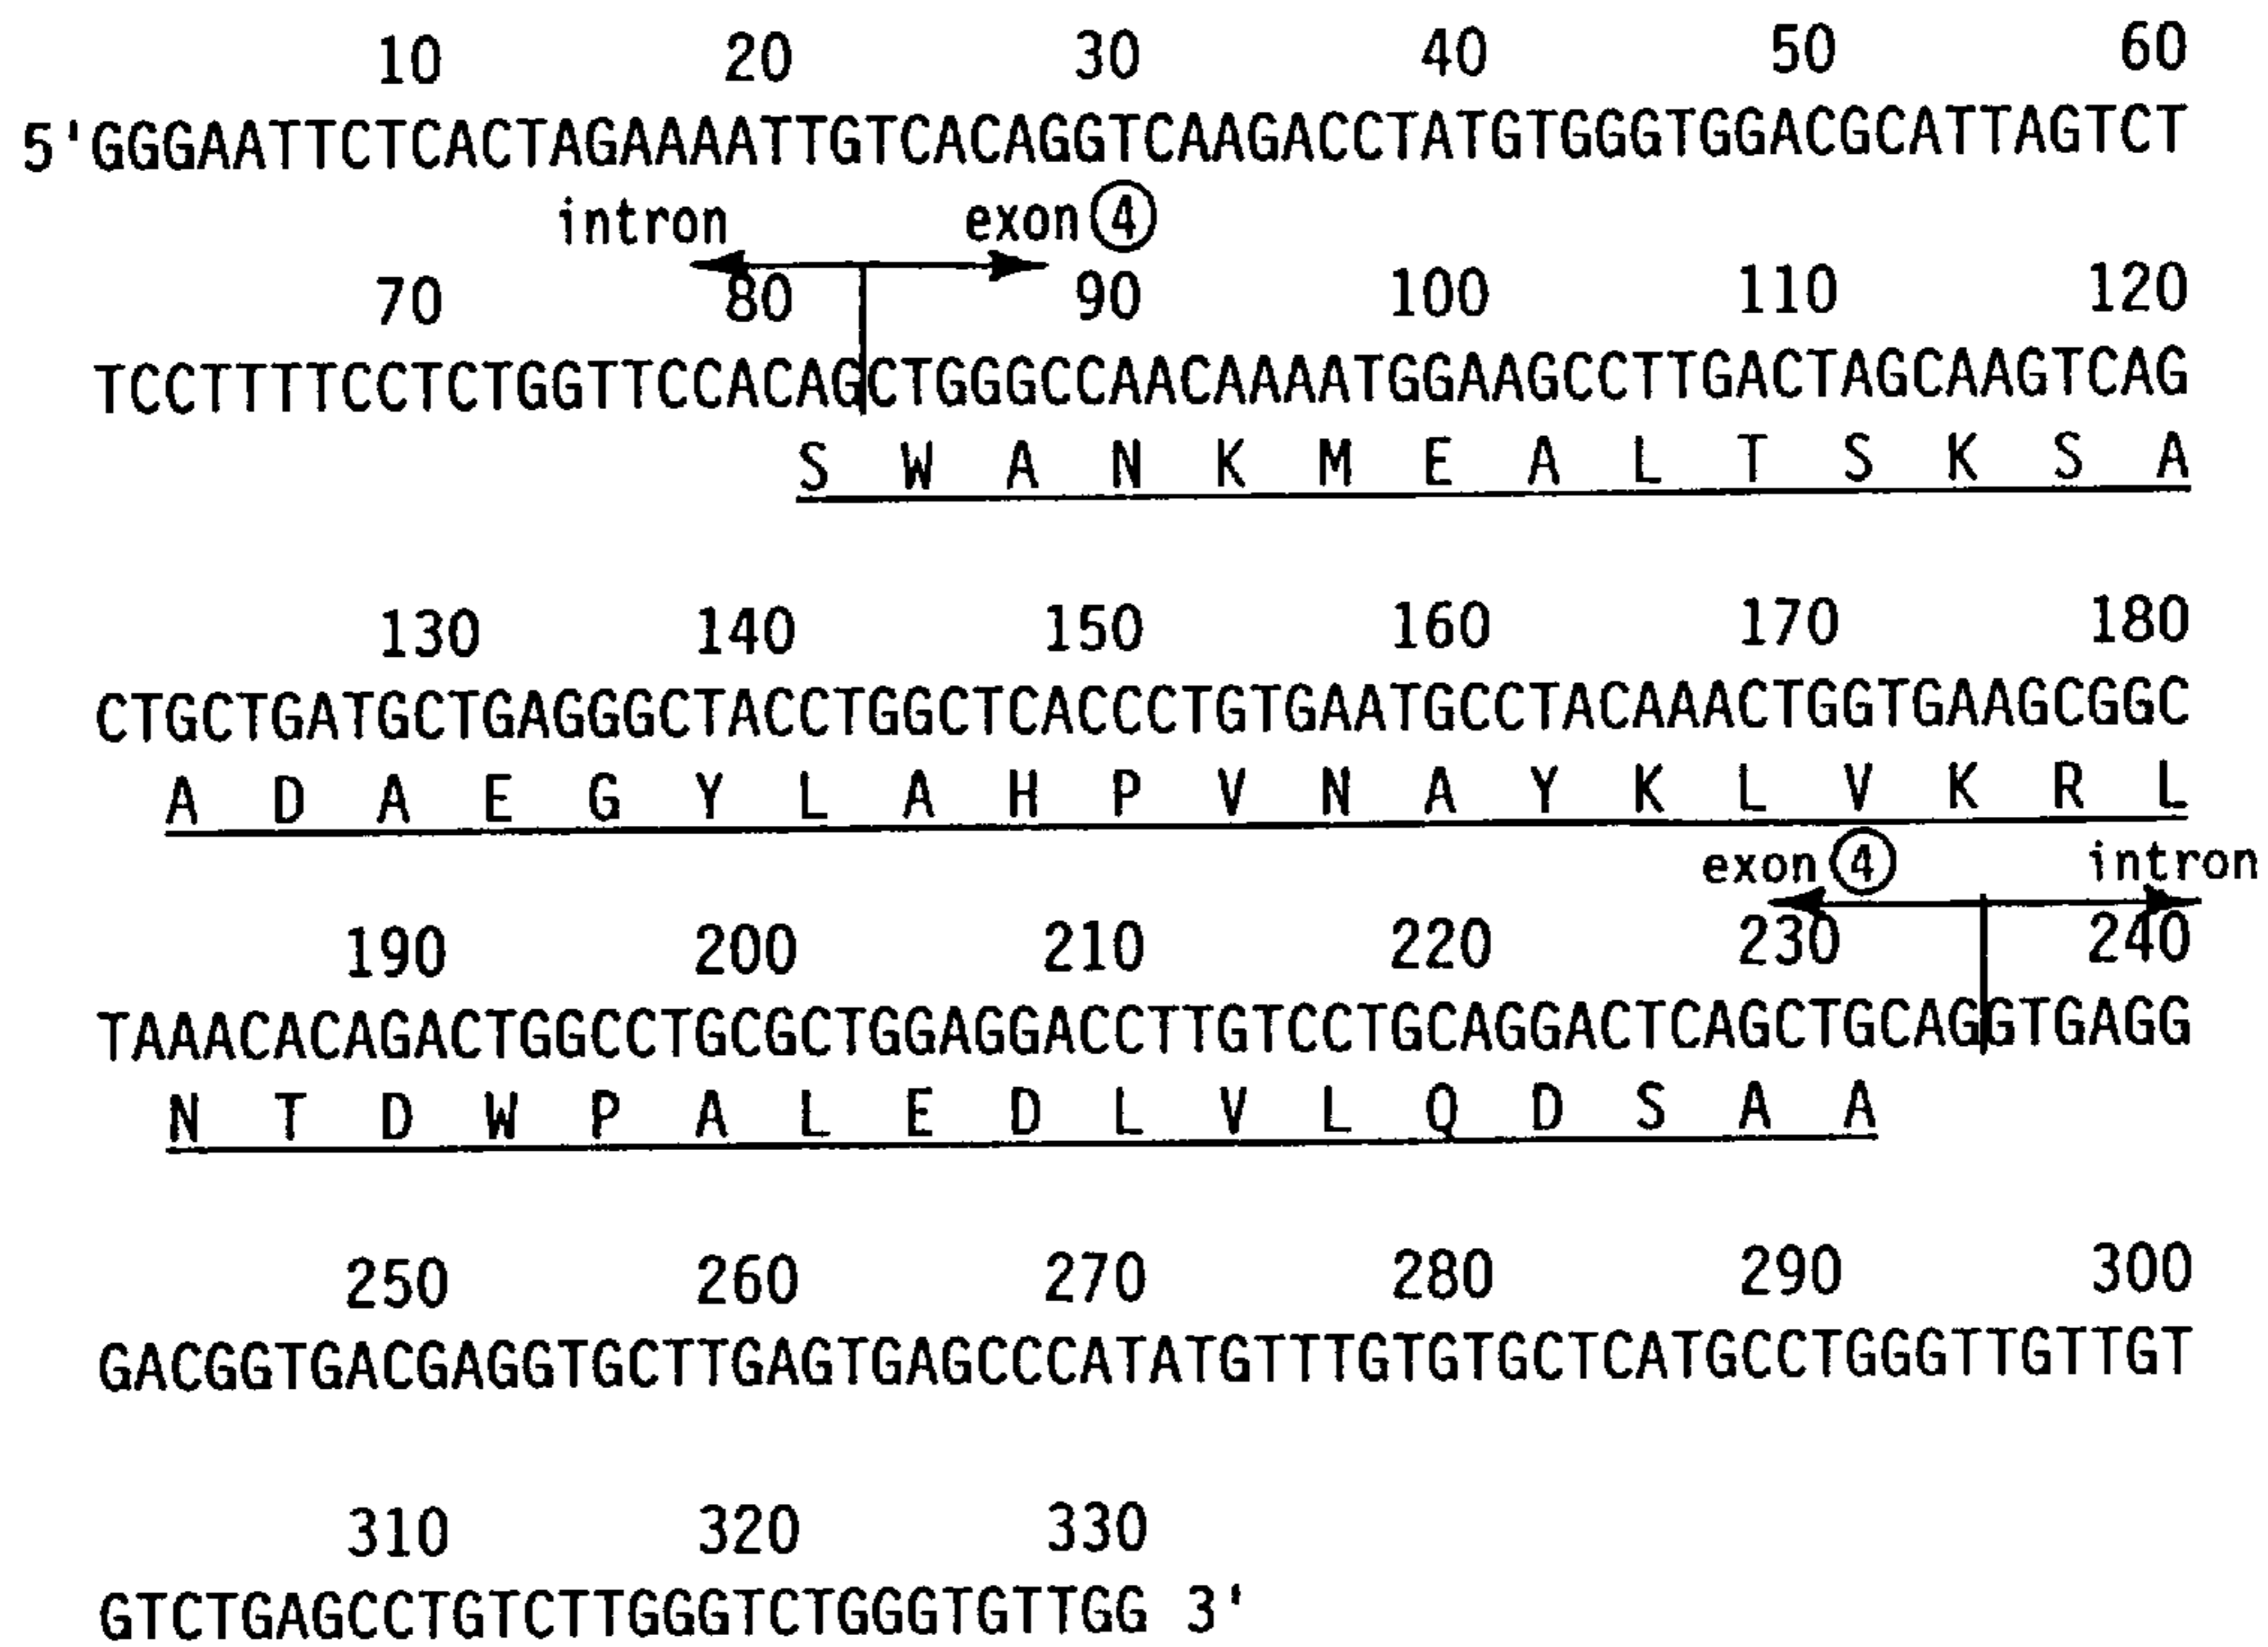 10 20 30 40 50 60
5'GGGAATTCTCACTAGAAAATTGTCACAGGTCAAGACCTATGTGGGTGGACGCATTAGTCT
intron exon ④
70 80 90 100 110 120
TCCTTTTCCTCTGGTTCCACAGCTGGGCCAACAAAATGGAAGCCTTGACTAGCAAGTCAG
S W A N K M E A L T S K S A
130 140 150 160 170 180
CTGCTGATGCTGAGGGCTACCTGGCTCACCCTGTGAATGCCTACAAACTGGTGAAGCGGC
A D A E G Y L A H P V N A Y K L V K R L
exon ④ intron
190 200 210 220 230 240
TAAACACAGACTGGCCTGCGCTGGAGGACCTTGTCCTGCAGGACTCAGCTGCAGGTGAGG
N T D W P A L E D L V L Q D S A A
250 260 270 280 290 300
GACGGTGACGAGGTGCTTGAGTGAGCCCATATGTTTGTGTGCTCATGCCTGGGTTGTTGT
310 320 330
GTCTGAGCCTGTCTTGGGTCTGGGTGTTGG 3'